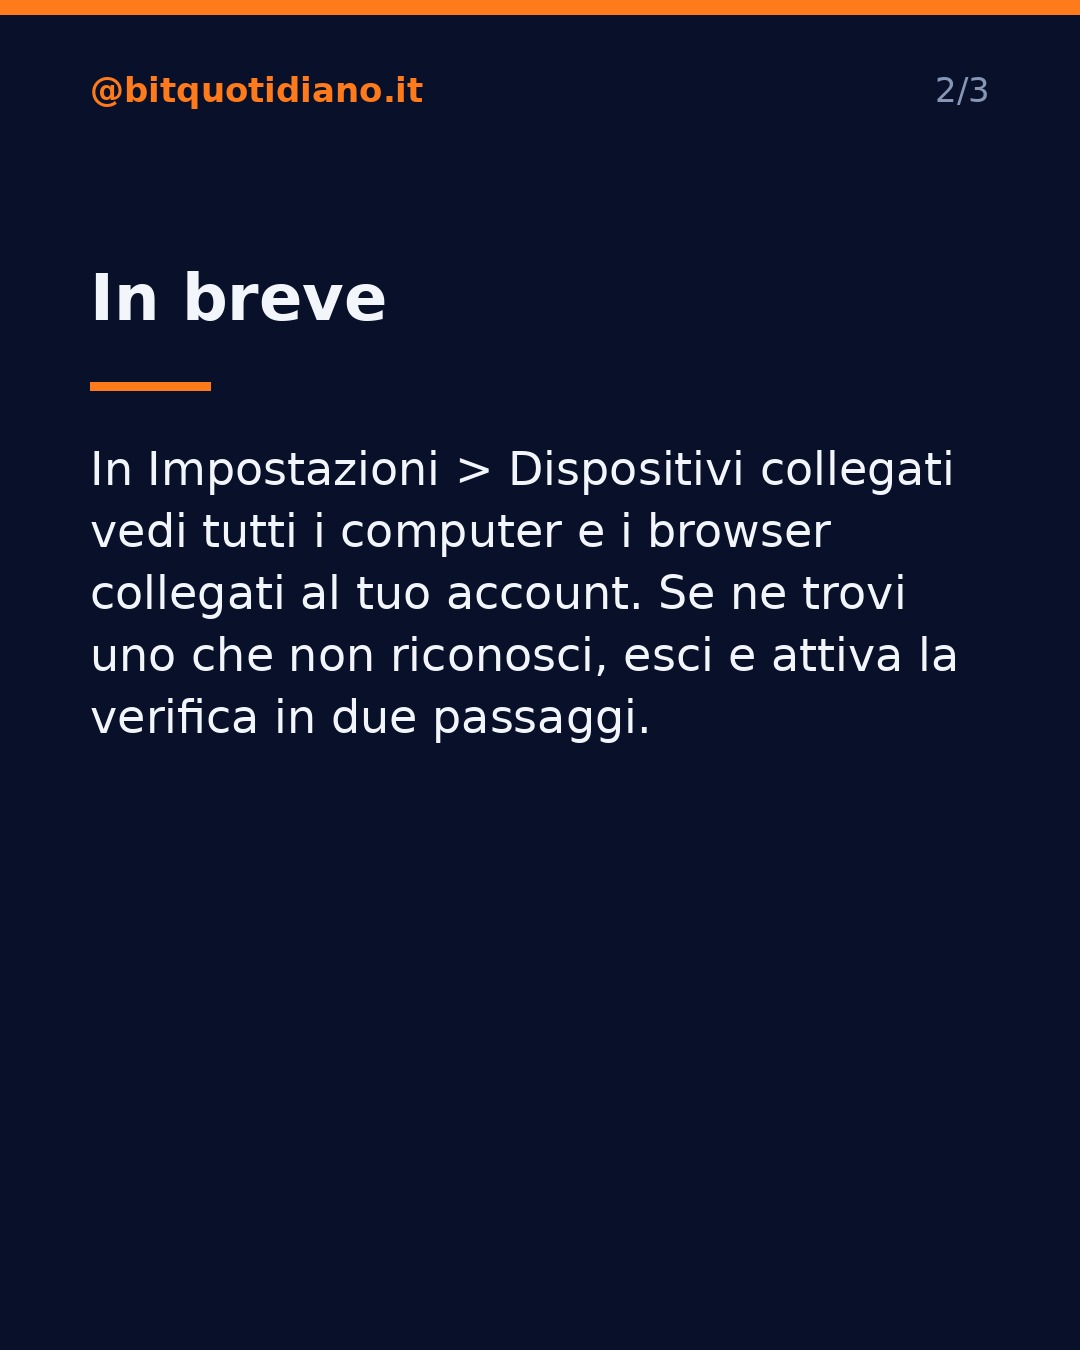 @bitquotidiano.it
2/3
In breve
In Impostazioni > Dispositivi collegati
vedi tutti i computer e i browser
collegati al tuo account. Se ne trovi
uno che non riconosci, esci e attiva la
verifica in due passaggi.